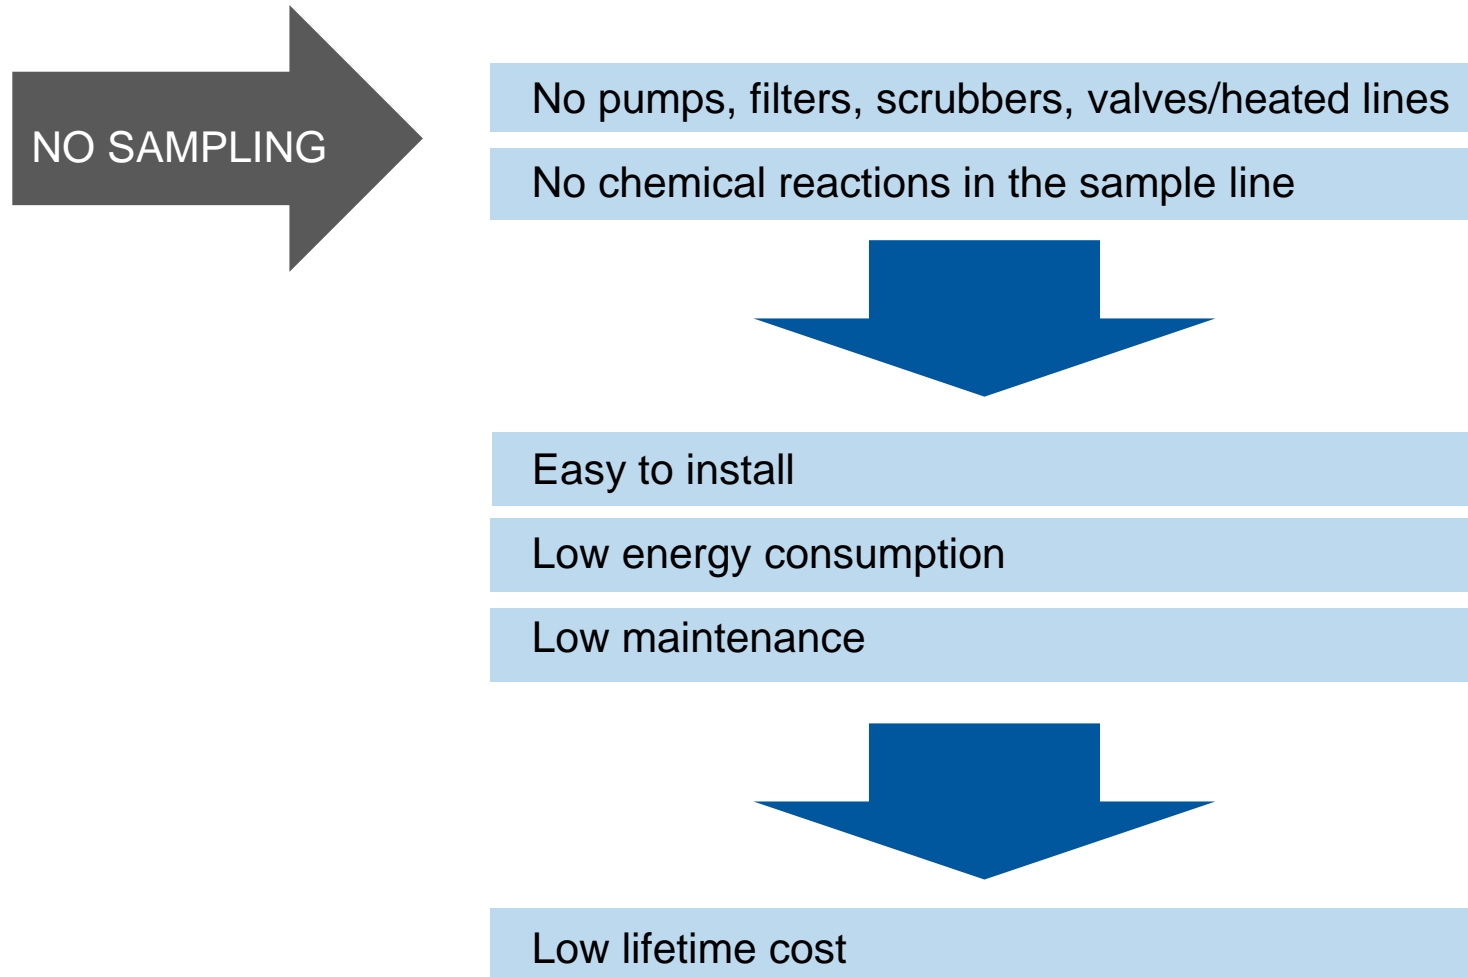 NO SAMPLING
No pumps, filters, scrubbers, valves/heated lines
No chemical reactions in the sample line
Easy to install
Low energy consumption
Low maintenance
Low lifetime cost